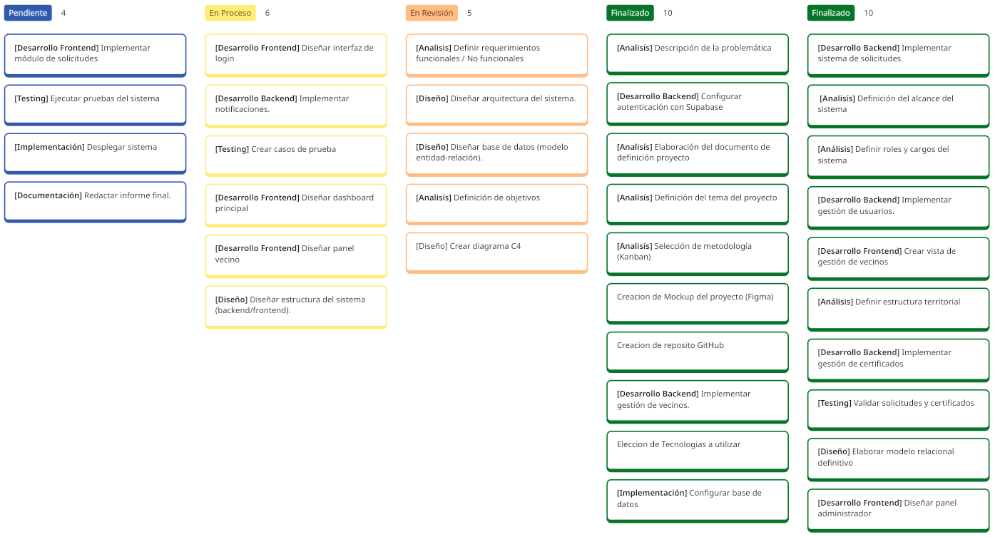 Pendiente 4
[Desarrollo Frontend] Implementar
módulo de solicitudes
[Testing] Ejecutar pruebas del sistema
[Implementación] Desplegar sistema
[Documentación] Redactar informe final.
En Proceso 6
[Desarrollo Frontend] Diseñar interfaz de
login
[Desarrollo Backend] Implementar
notificaciones.
[Testing] Crear casos de prueba
[Desarrollo Frontend] Diseñar dashboard
principal
[Desarrollo Frontend] Diseñar panel
vecino
[Diseño] Diseñar estructura del sistema
(backend/frontend).
En Revisión 5
[Analisis] Definir requerimientos
funcionales / No funcionales
[Diseño] Diseñar arquitectura del sistema.
[Diseño] Diseñar base de datos (modelo
entidad-relación).
[Analisís] Definición de objetivos
[Diseño] Crear diagrama C4
Finalizado 10
[Analisís] Descripción de la problemática
[Desarrollo Backend] Configurar
autenticación con Supabase
[Analisís] Elaboración del documento de
definición proyecto
[Analisís] Definición del tema del proyecto
[Analisís] Selección de metodología
(Kanban)
Creacion de Mockup del proyecto (Figma)
Creacion de reposito GitHub
[Desarrollo Backend] Implementar
gestión de vecinos.
Eleccion de Tecnologias a utilizar
[Implementación] Configurar base de
datos
Finalizado 10
[Desarrollo Backend] Implementar
sistema de solicitudes.
[Analisís] Definición del alcance del
sistema
[Análisis] Definir roles y cargos del
sistema
[Desarrollo Backend] Implementar
gestión de usuarios.
[Desarrollo Frontend] Crear vista de
gestión de vecinos
[Análisis] Definir estructura territorial
[Desarrollo Backend] Implementar
gestión de certificados
[Testing] Validar solicitudes y certificados
[Diseño] Elaborar modelo relacional
definitivo
[Desarrollo Frontend] Diseñar panel
administrador